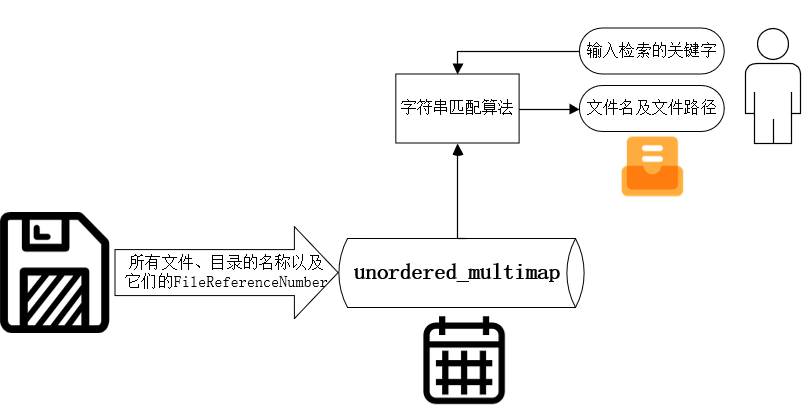 输入检索的关键字
字符串匹配算法
文件名及文件路径
所有文件、目录的名称以及
它们的FileReferenceNumber
unordered_multimap